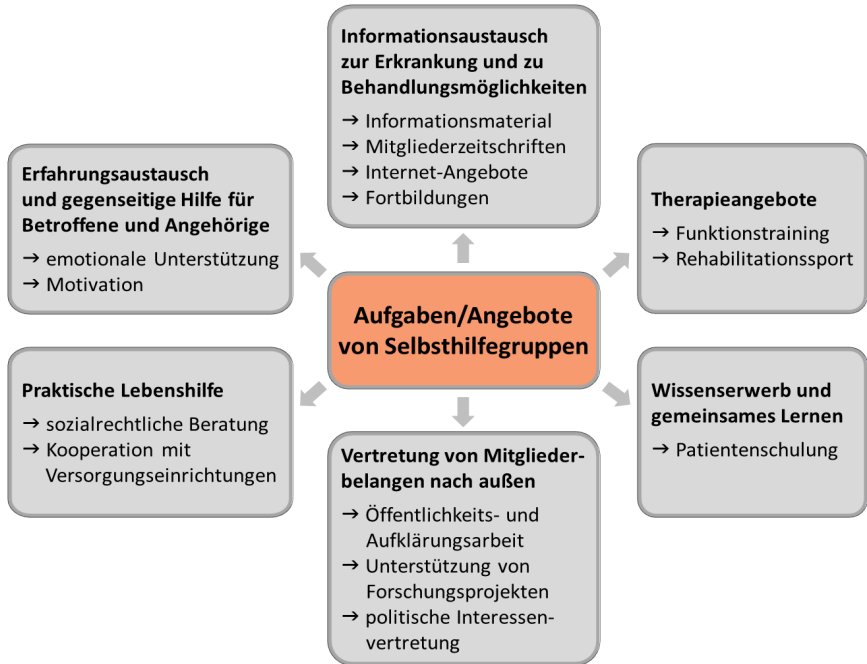 Informationsaustausch
zur Erkrankung und zu
Behandlungsmöglichkeiten
→ Informationsmaterial
→ Mitgliederzeitschriften
→ Internet-Angebote
→ Fortbildungen
Erfahrungsaustausch
und gegenseitige Hilfe für
Betroffene und Angehörige
→ emotionale Unterstützung
→ Motivation
Therapieangebote
→ Funktionstraining
→ Rehabilitationssport
Aufgaben/Angebote
von Selbsthilfegruppen
Praktische Lebenshilfe
→ sozialrechtliche Beratung
→ Kooperation mit
Versorgungseinrichtungen
Wissenserwerb und
gemeinsames Lernen
→ Patientenschulung
Vertretung von Mitglieder-
belangen nach außen
→ Öffentlichkeits- und
Aufklärungsarbeit
→ Unterstützung von
Forschungsprojekten
→ politische Interessen-
vertretung